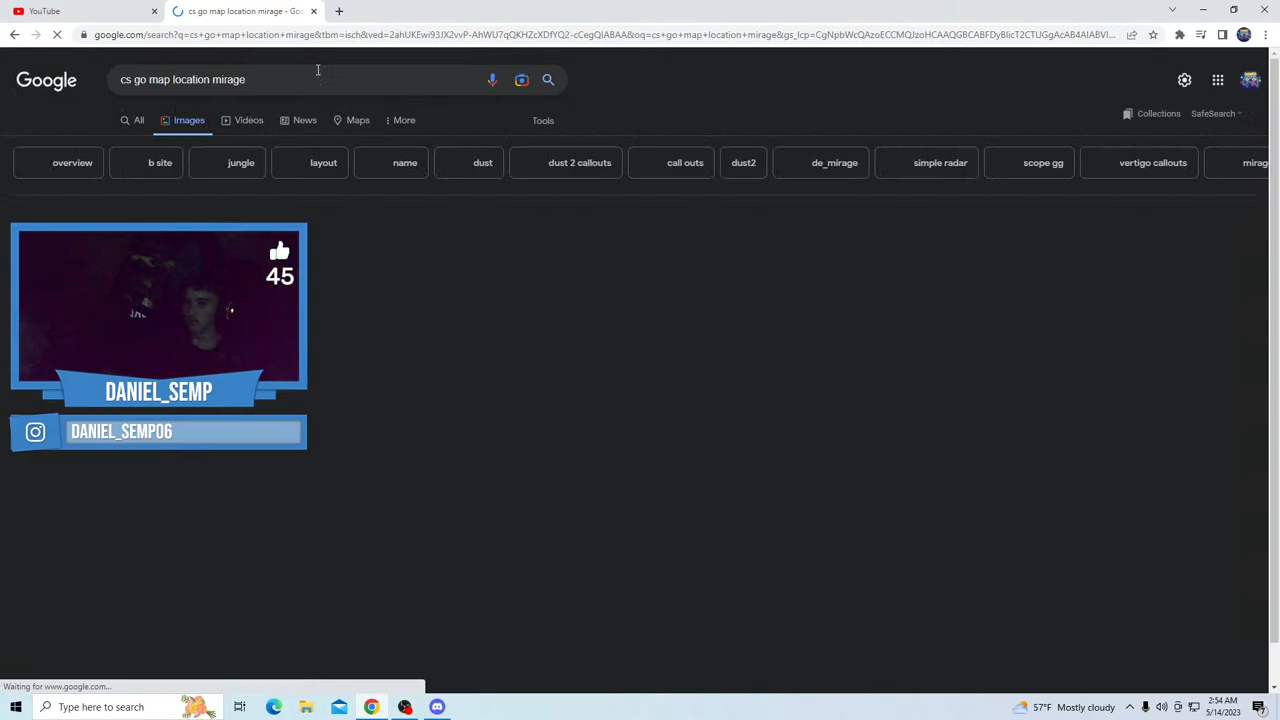 YouTube
cs go map location mirage - Goo
google.com/search?q=cs+go+map+location+mirage&tbm=isch&ved=2ahUKEwi93JX2vvP-AhWU7qQKHZcXDfYQ2-cCegQIABAA&oq=cs+go+map+location+mirage&gs_lcp=CgNpbWcQAzoECCMQJzoHCAAQGBCABFDyBlicT2CTUGgAcAB4AIABVI...
Google
cs go map location mirage
Collections
SafeSearch
All
Images
Videos
News
Maps
More
Tools
overview
b site
jungle
layout
name
dust
dust 2 callouts
call outs
dust2
de_mirage
simple radar
scope gg
vertigo callouts
mirag
45
DANIEL_SEMP
DANIEL_SEMP06
Waiting for www.google.com...
Type here to search
57°F Mostly cloudy
2:54 AM
5/14/2023
7